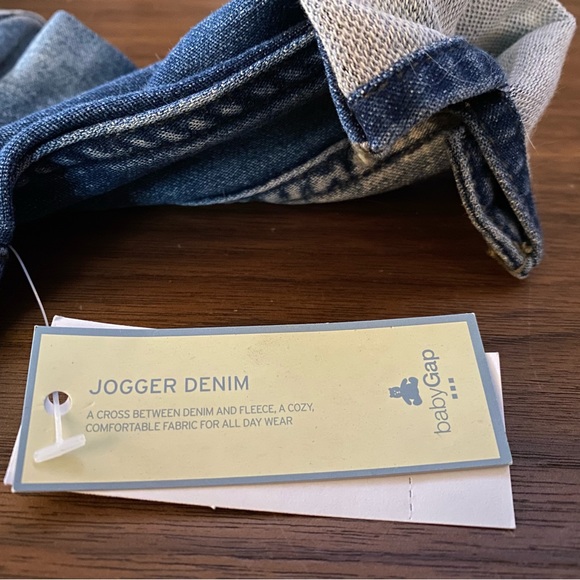 JOGGER DENIM
A CROSS BETWEEN DENIM AND FLEECE, A COZY,
COMFORTABLE FABRIC FOR ALL DAY WEAR
babyGap